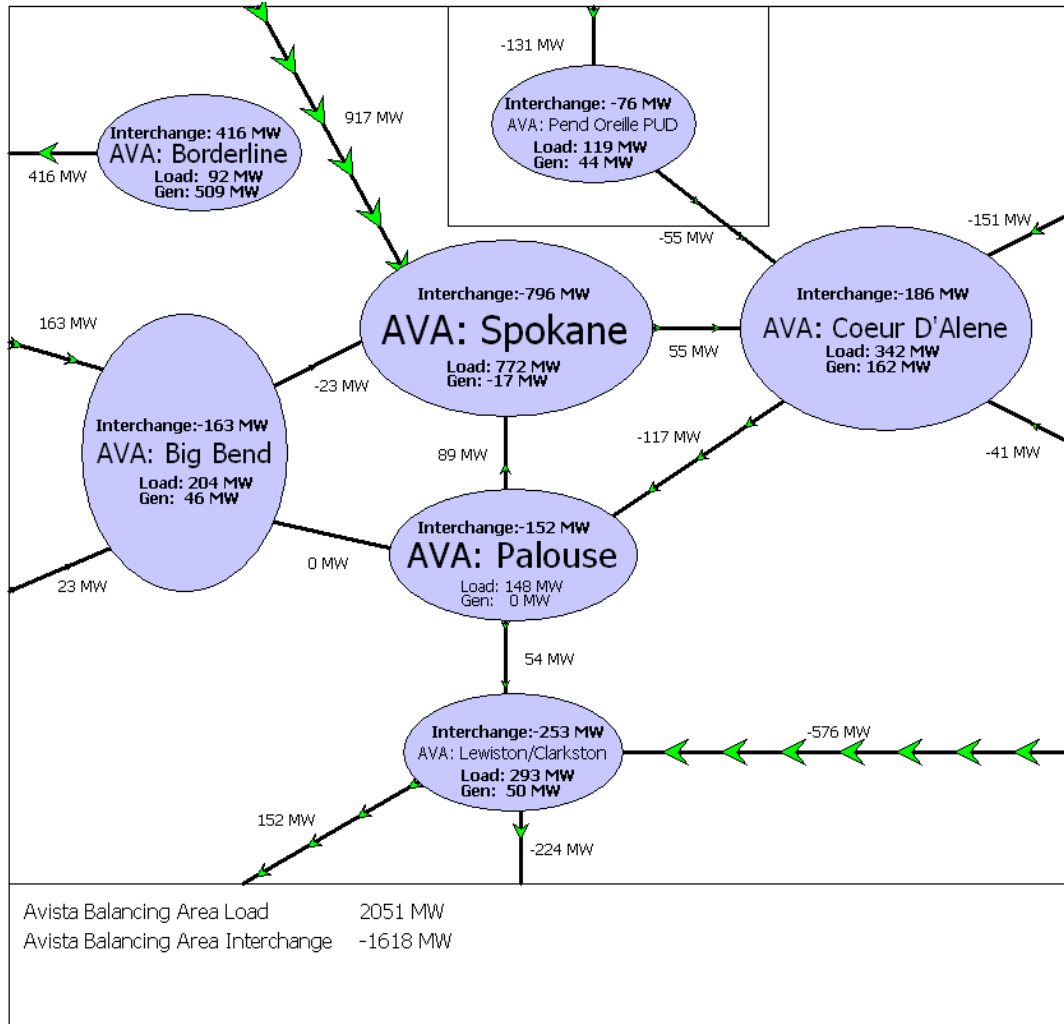 -131 MW
Interchange: -76 MW
AVA: Pend Oreille PUD
Load: 119 MW
Gen: 44 MW
917 MW
Interchange: 416 MW
AVA: Borderline
Load: 92 MW
Gen: 509 MW
416 MW
-55 MW
-151 MW
Interchange:-796 MW
AVA: Spokane
Load: 772 MW
Gen: -17 MW
Interchange:-186 MW
AVA: Coeur D'Alene
Load: 342 MW
Gen: 162 MW
55 MW
163 MW
-23 MW
Interchange:-163 MW
AVA: Big Bend
Load: 204 MW
Gen: 46 MW
89 MW
-117 MW
-41 MW
Interchange:-152 MW
AVA: Palouse
Load: 148 MW
Gen: 0 MW
0 MW
23 MW
54 MW
Interchange:-253 MW
AVA: Lewiston/Clarkston
Load: 293 MW
Gen: 50 MW
-576 MW
152 MW
-224 MW
Avista Balancing Area Load 2051 MW
Avista Balancing Area Interchange -1618 MW